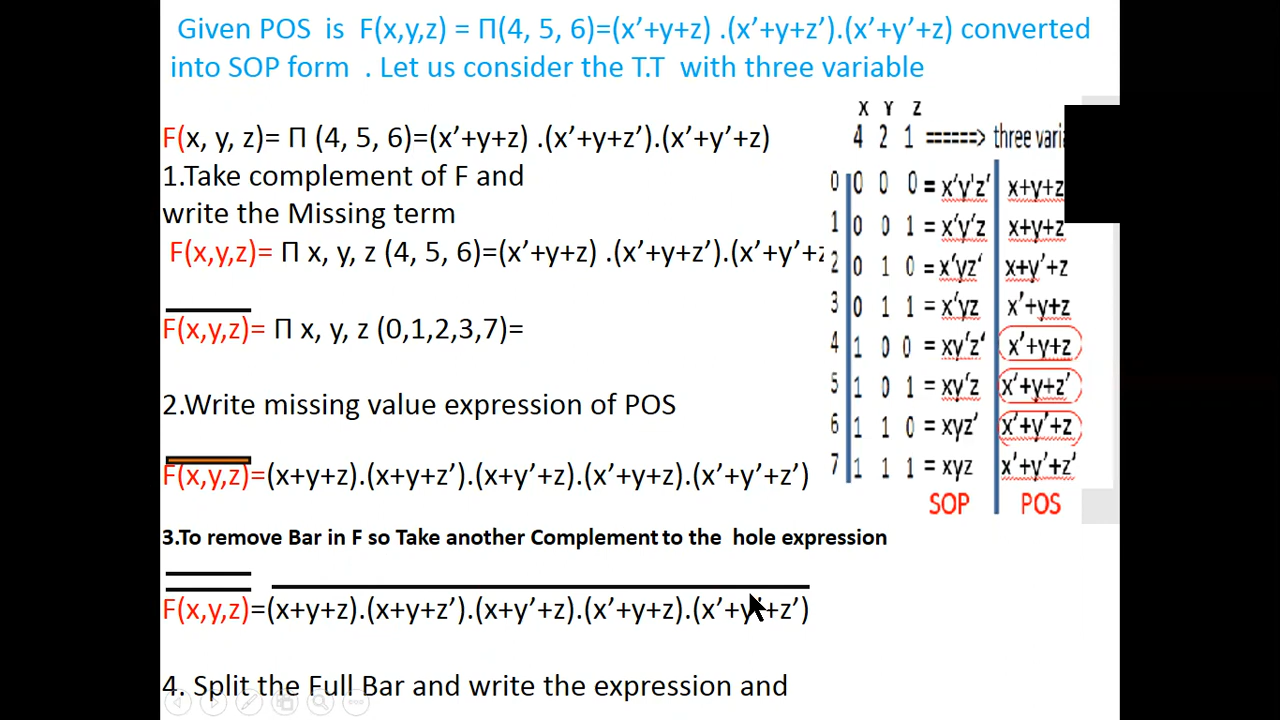 Given POS is F(x,y,z) = Π(4, 5, 6)=(x’+y+z) .(x’+y+z’).(x’+y’+z) converted
into SOP form . Let us consider the T.T with three variable
F(x, y, z)= Π (4, 5, 6)=(x’+y+z) .(x’+y+z’).(x’+y’+z)
1.Take complement of F and
write the Missing term
F(x,y,z)= Π x, y, z (4, 5, 6)=(x’+y+z) .(x’+y+z’).(x’+y’+z
F(x,y,z)= Π x, y, z (0,1,2,3,7)=
2.Write missing value expression of POS
F(x,y,z)=(x+y+z).(x+y+z’).(x+y’+z).(x’+y+z).(x’+y’+z’)
3.To remove Bar in F so Take another Complement to the hole expression
F(x,y,z)=(x+y+z).(x+y+z’).(x+y’+z).(x’+y+z).(x’+y’+z’)
4. Split the Full Bar and write the expression and
X Y Z
4 2 1 ======> three vari
0 0 0 0 = x’y’z’ x+y+z
1 0 0 1 = x’y’z x+y+z
2 0 1 0 = x’yz’ x+y’+z
3 0 1 1 = x’yz x’+y+z
4 1 0 0 = xy’z’ x’+y+z
5 1 0 1 = xy’z x’+y+z’
6 1 1 0 = xyz’ x’+y’+z
7 1 1 1 = xyz x’+y’+z’
SOP POS